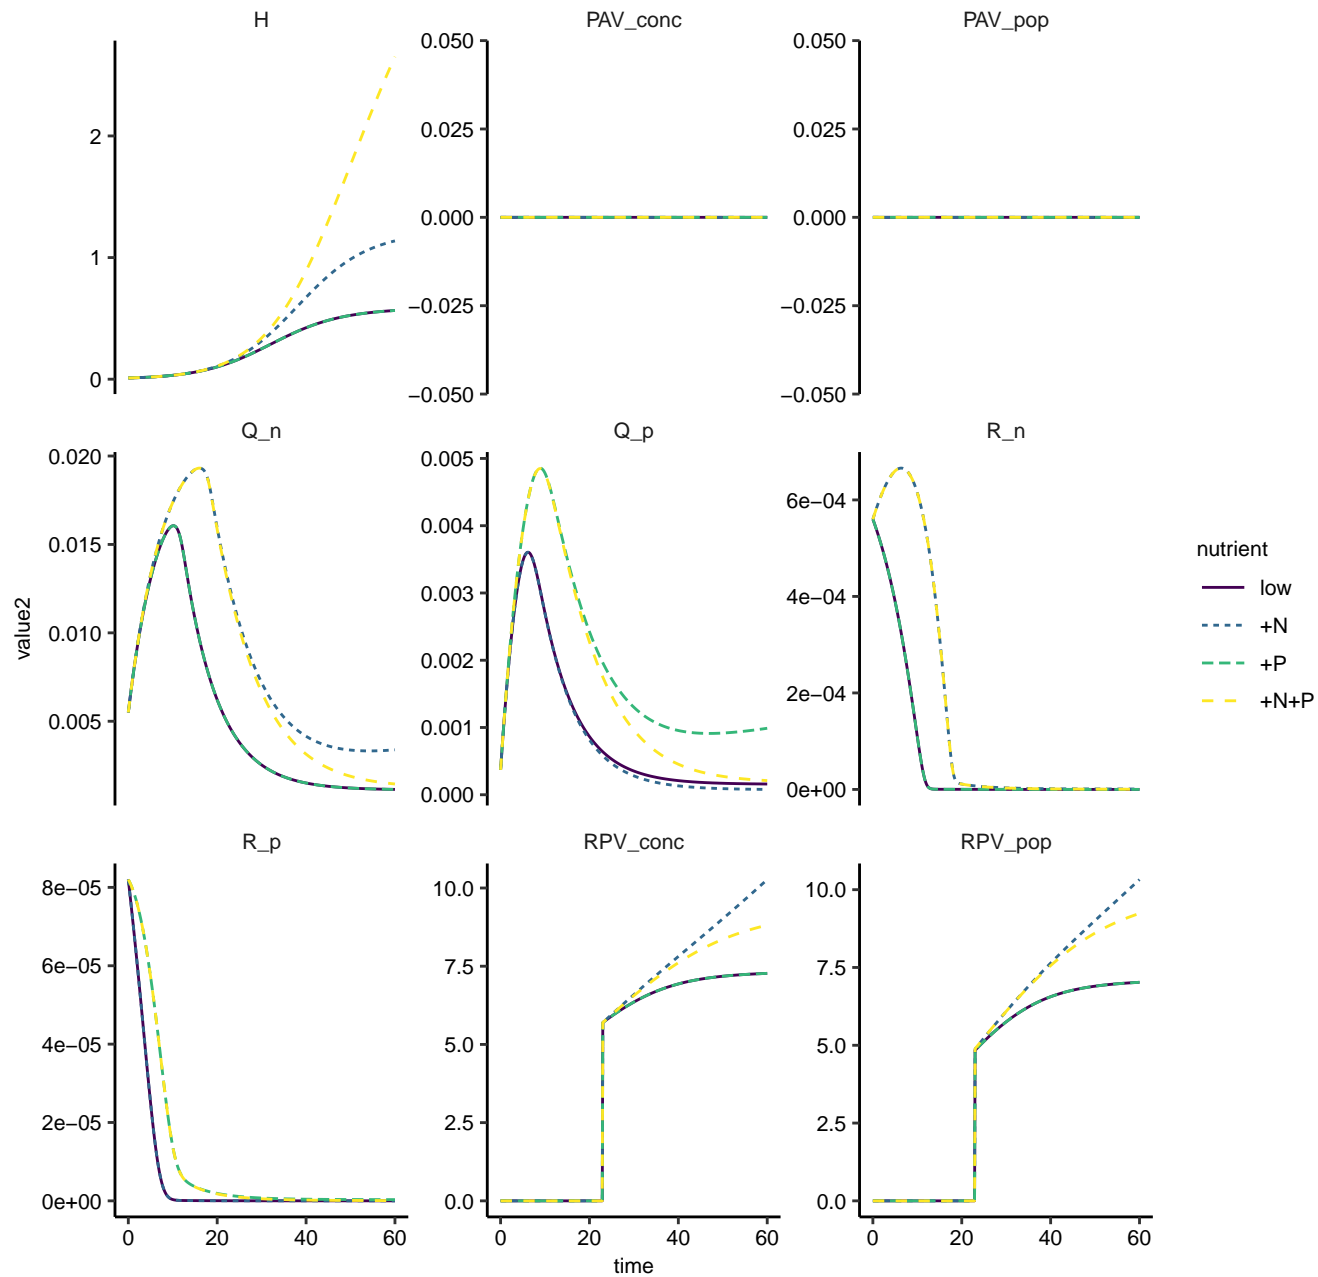 H
PAV_conc
PAV_pop
2
1
0
0.050
0.025
0.000
−0.025
−0.050
0.050
0.025
0.000
−0.025
−0.050
Q_n
Q_p
R_n
0.020
0.015
0.010
0.005
0.005
0.004
0.003
0.002
0.001
0.000
6e−04
4e−04
2e−04
0e+00
R_p
RPV_conc
RPV_pop
8e−05
6e−05
4e−05
2e−05
0e+00
10.0
7.5
5.0
2.5
0.0
10.0
7.5
5.0
2.5
0.0
0 20 40 60
0 20 40 60
0 20 40 60
time
value2
nutrient
low
+N
+P
+N+P